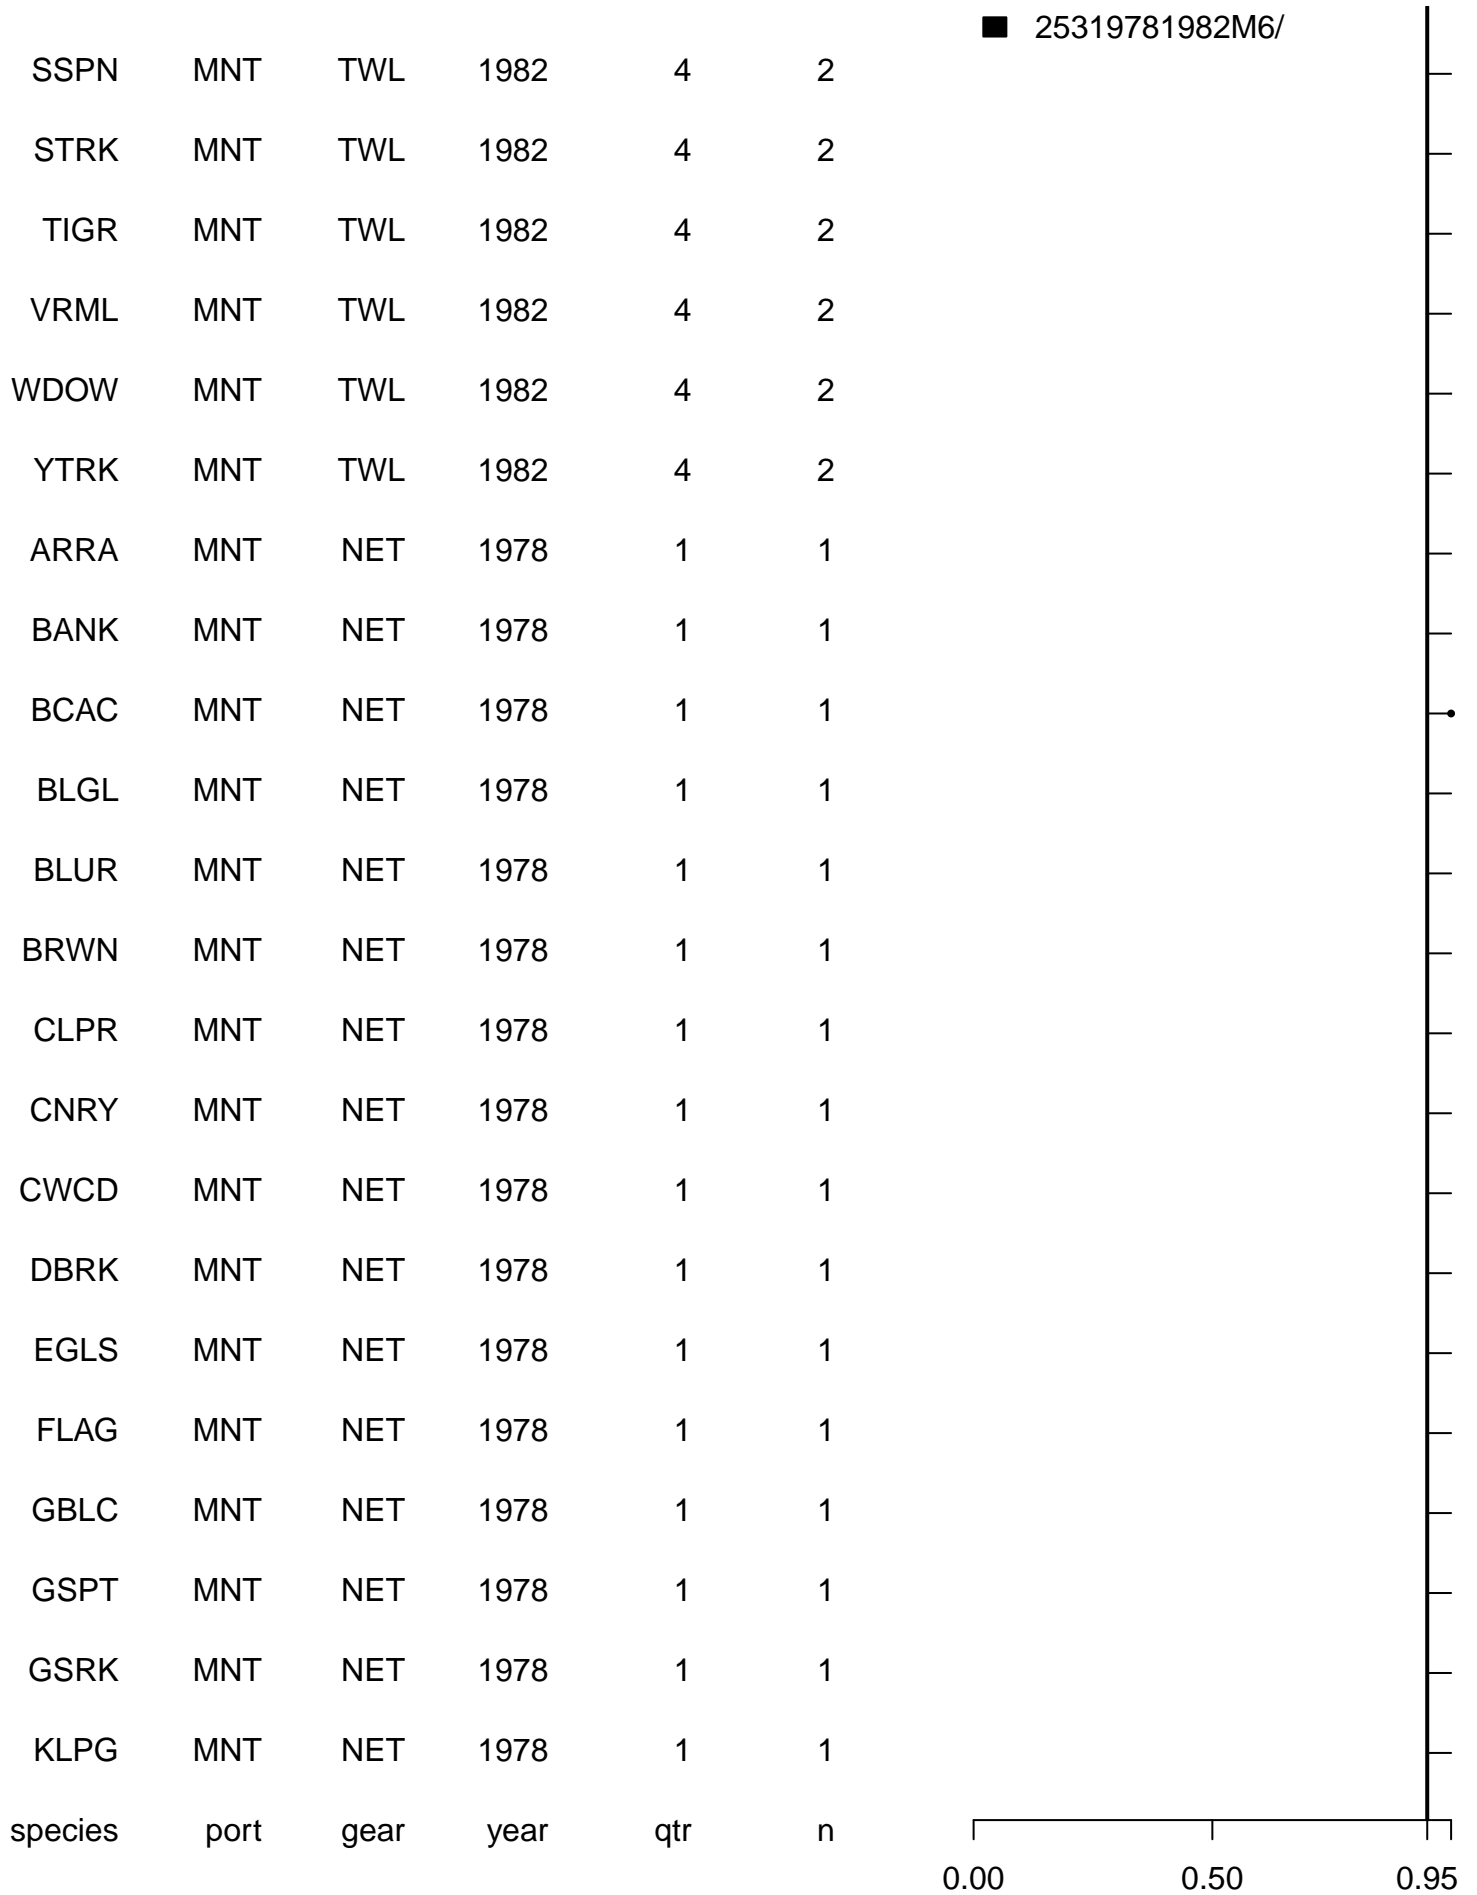 25319781982M6/
SSPN MNT TWL 1982 4 2
STRK MNT TWL 1982 4 2
TIGR MNT TWL 1982 4 2
VRML MNT TWL 1982 4 2
WDOW MNT TWL 1982 4 2
YTRK MNT TWL 1982 4 2
ARRA MNT NET 1978 1 1
BANK MNT NET 1978 1 1
BCAC MNT NET 1978 1 1
BLGL MNT NET 1978 1 1
BLUR MNT NET 1978 1 1
BRWN MNT NET 1978 1 1
CLPR MNT NET 1978 1 1
CNRY MNT NET 1978 1 1
CWCD MNT NET 1978 1 1
DBRK MNT NET 1978 1 1
EGLS MNT NET 1978 1 1
FLAG MNT NET 1978 1 1
GBLC MNT NET 1978 1 1
GSPT MNT NET 1978 1 1
GSRK MNT NET 1978 1 1
KLPG MNT NET 1978 1 1
species port gear year qtr n
0.00 0.50 0.95